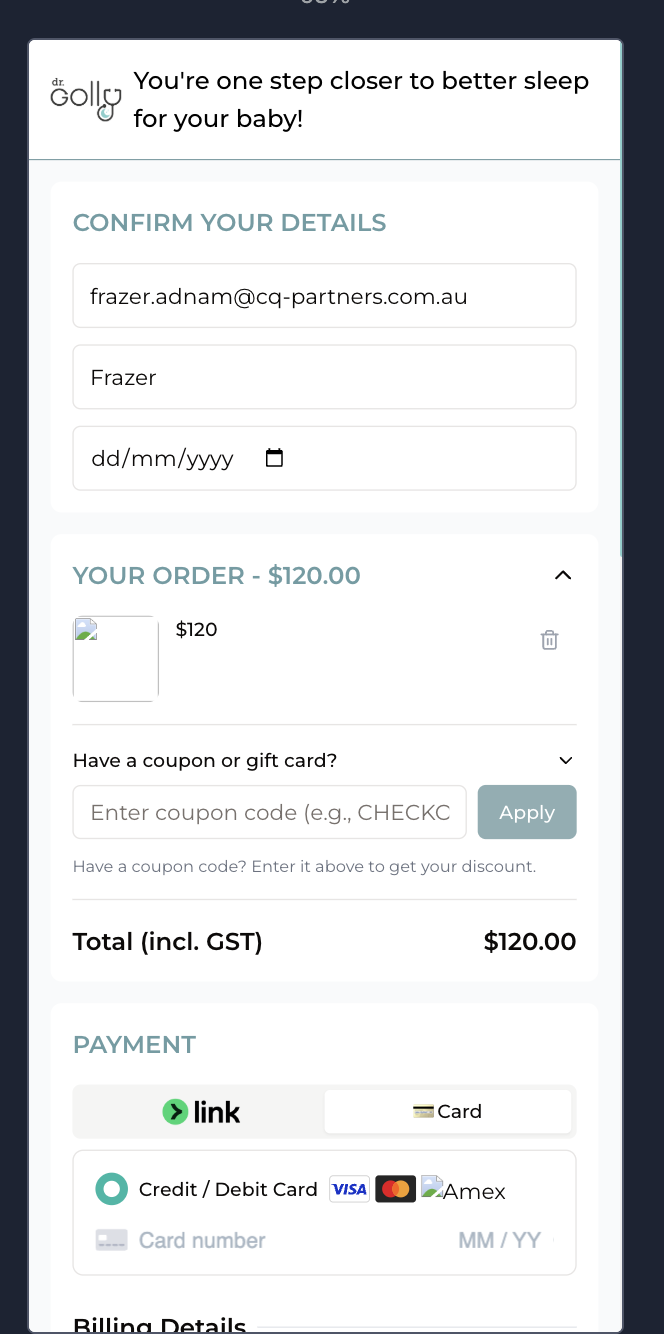 dr.
Golly
You're one step closer to better sleep
for your baby!
CONFIRM YOUR DETAILS
frazer.adnam@cq-partners.com.au
Frazer
dd/mm/yyyy
YOUR ORDER - $120.00
$120
Have a coupon or gift card?
Enter coupon code (e.g., CHECKC
Apply
Have a coupon code? Enter it above to get your discount.
Total (incl. GST)
$120.00
PAYMENT
link
Card
Credit / Debit Card
VISA
Amex
Card number
MM / YY
Billing Details